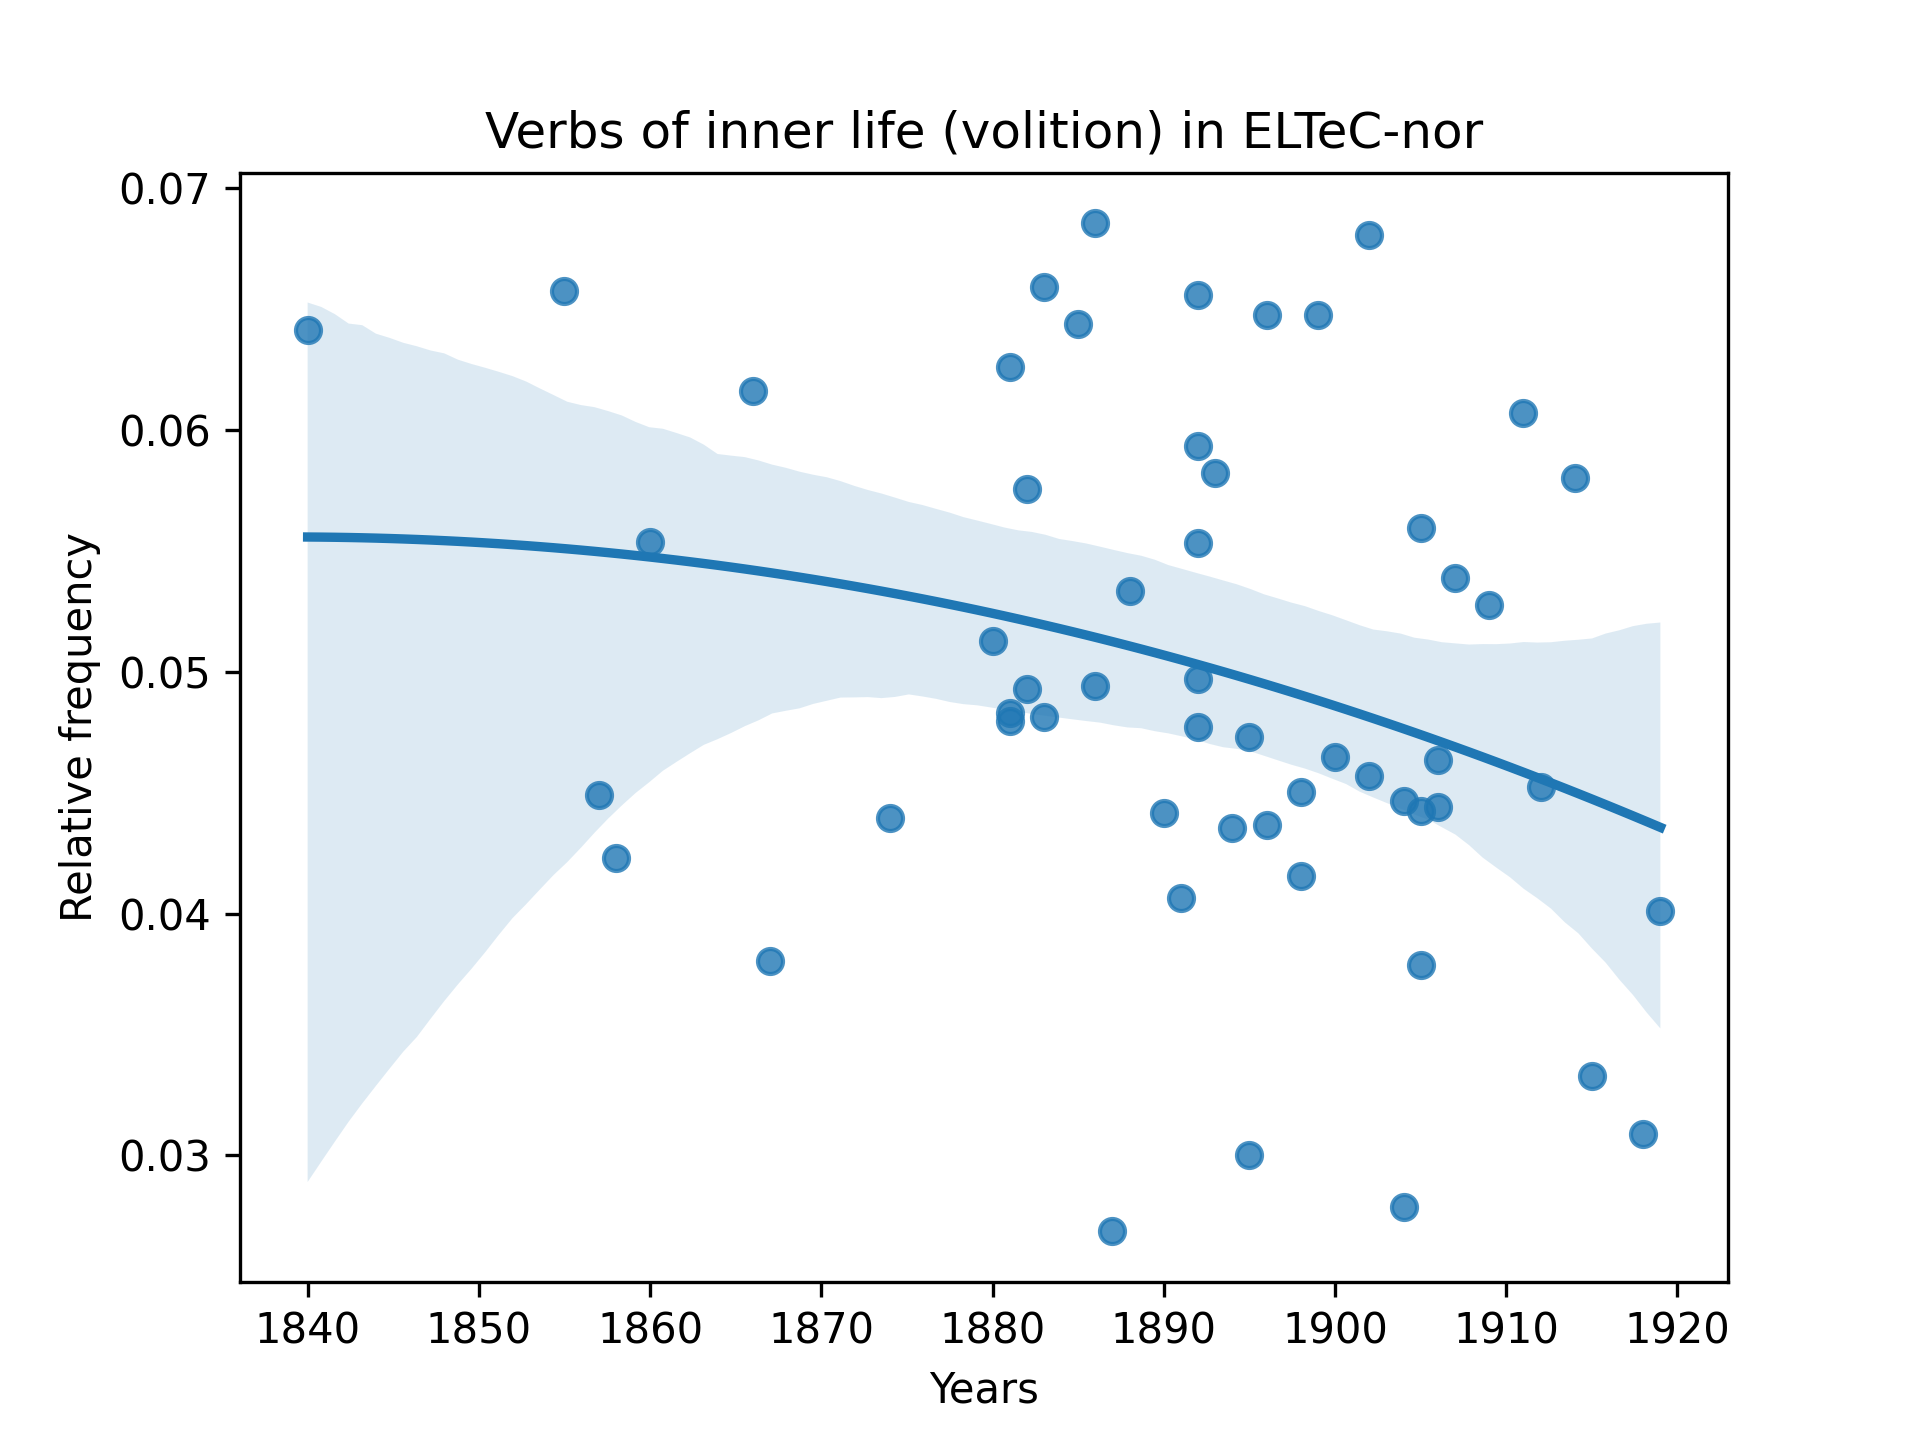 Verbs of inner life (volition) in ELTeC-nor
0.07
0.06
0.05
0.04
0.03
Relative frequency
1840 1850 1860 1870 1880 1890 1900 1910 1920
Years